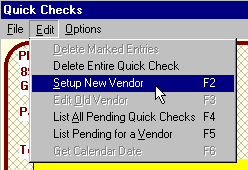 Quick Checks
File Edit Options
Delete Marked Entries
Delete Entire Quick Check
Setup New Vendor F2
Edit Old Vendor F3
List All Pending Quick Checks F4
List Pending for a Vendor F5
Get Calendar Date F6